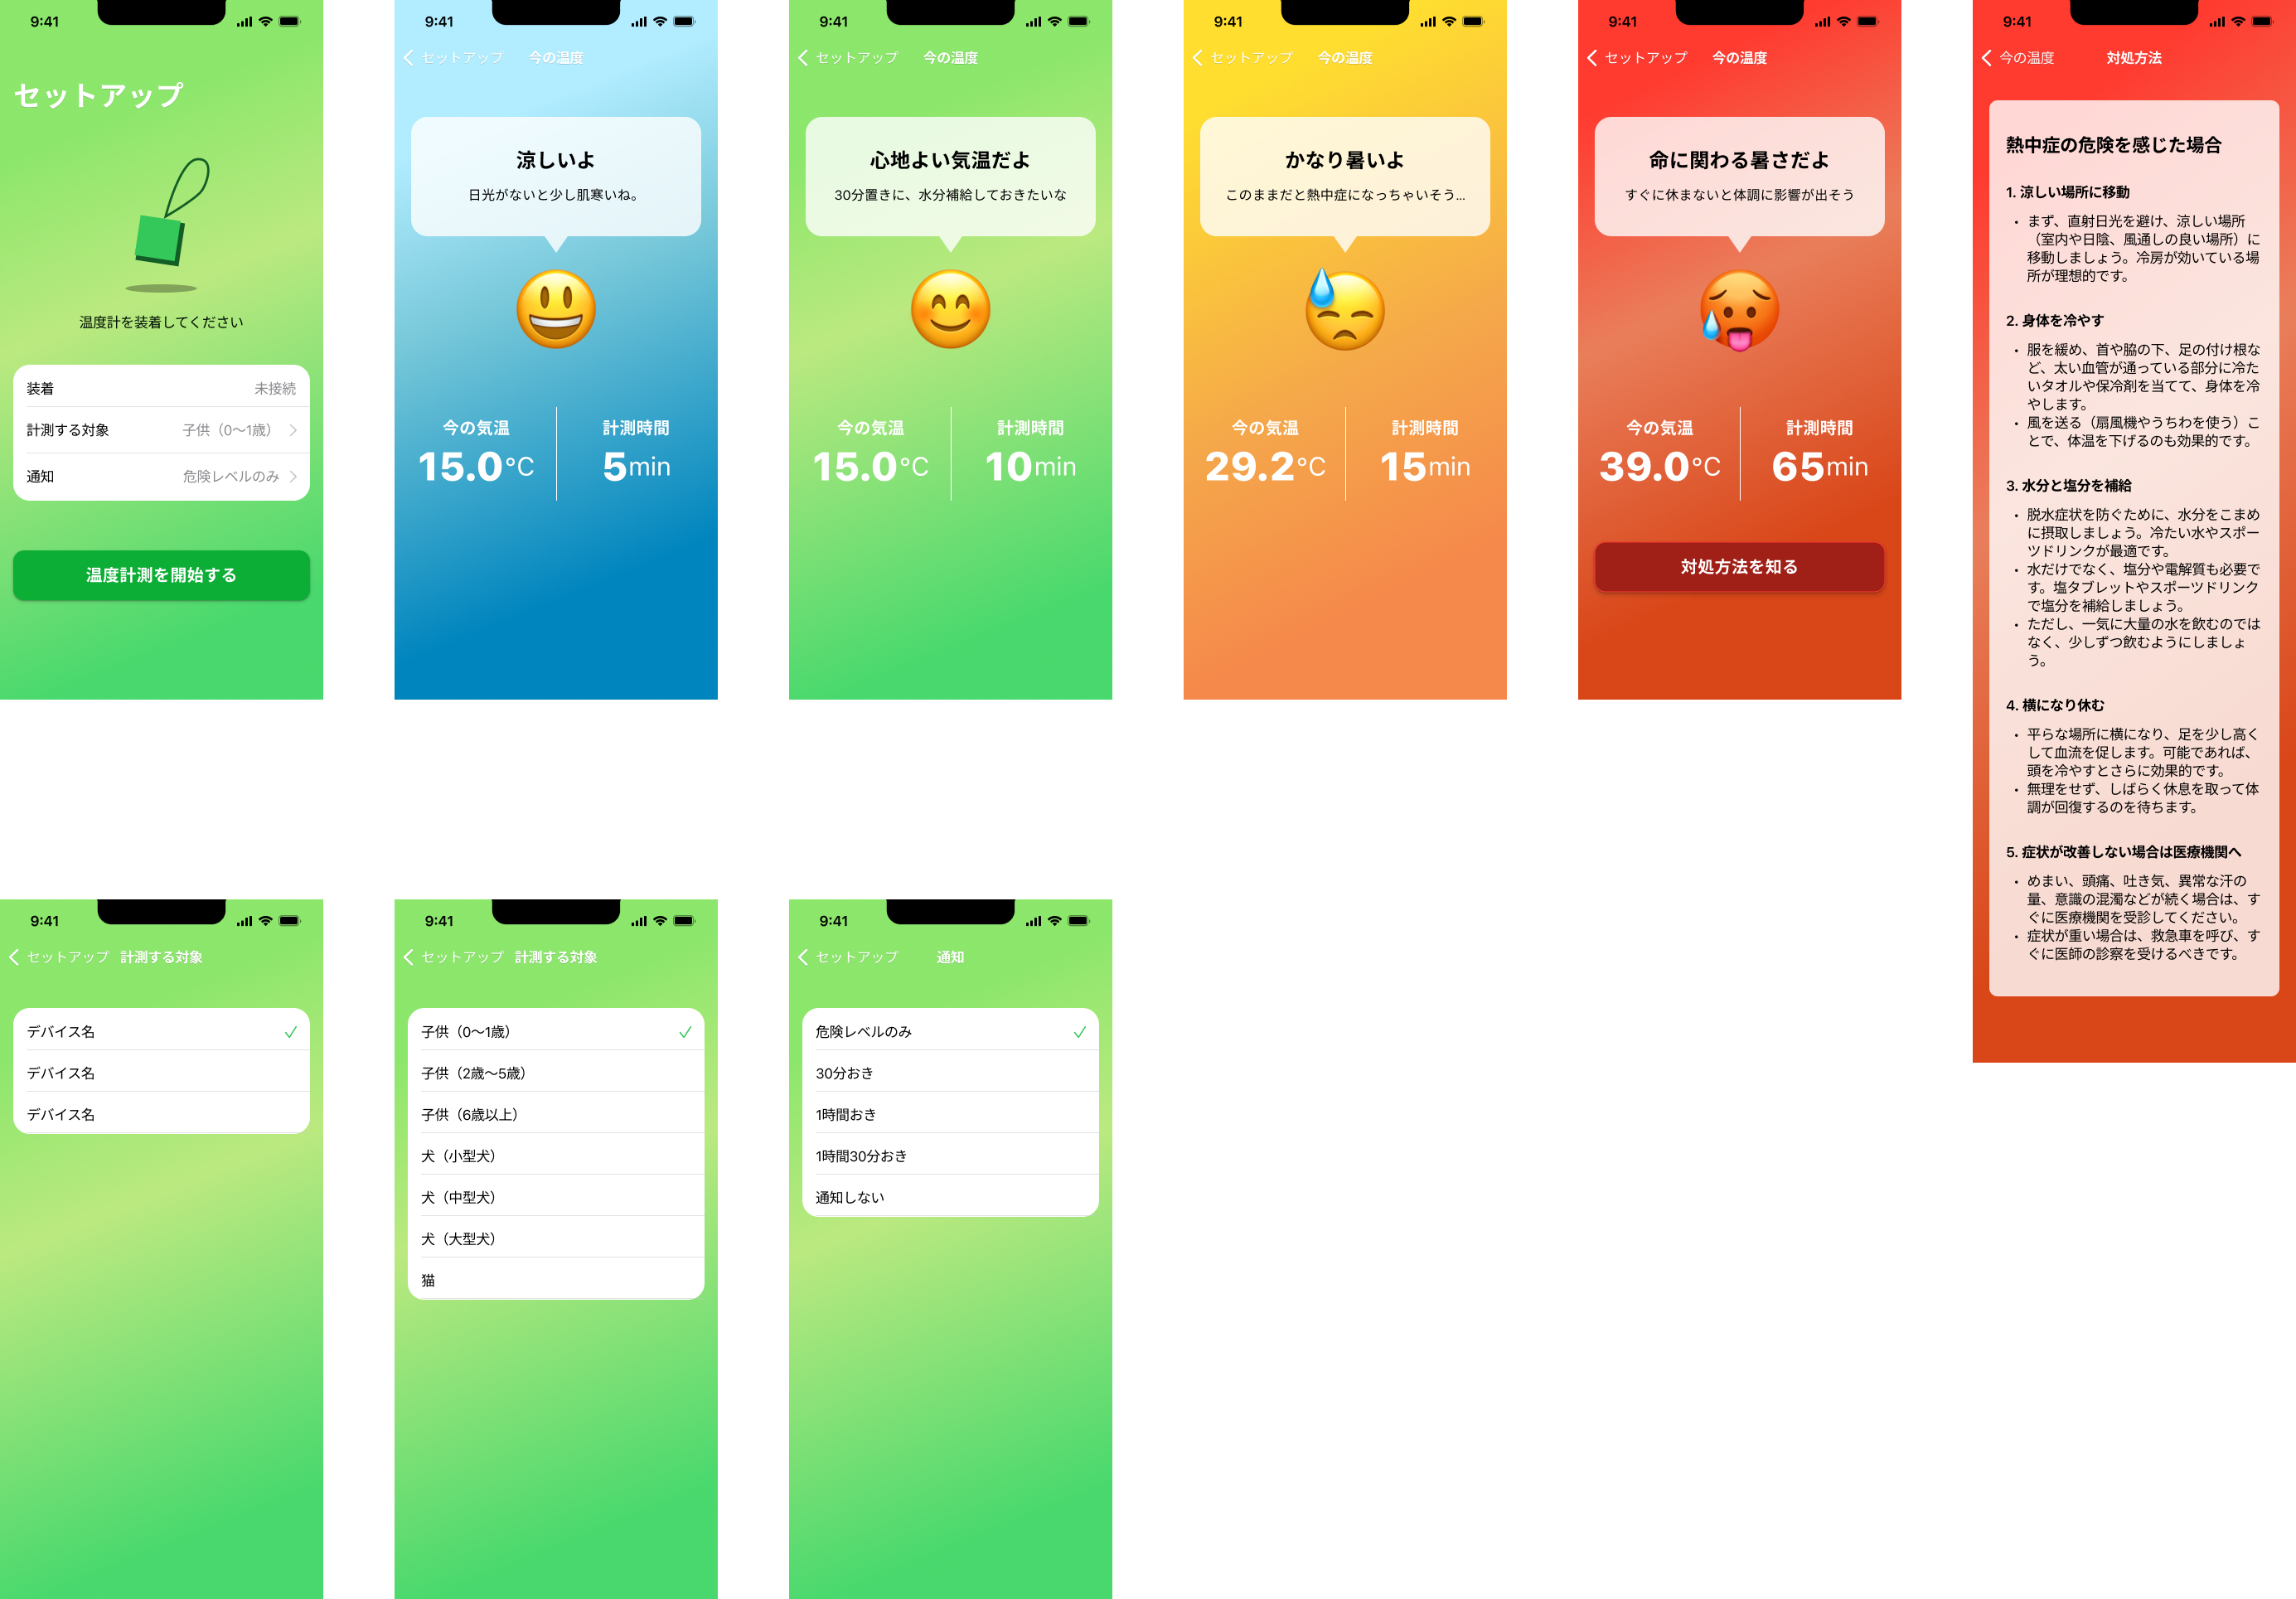 9:41
セットアップ
温度計を装着してください
装着 未接続
計測する対象 子供（0〜1歳）
通知 危険レベルのみ
温度計測を開始する
9:41
セットアップ 今の温度
涼しいよ
日光がないと少し肌寒いね。
今の気温 計測時間
15.0°C 5min
9:41
セットアップ 今の温度
心地よい気温だよ
30分置きに、水分補給しておきたいな
今の気温 計測時間
15.0°C 10min
9:41
セットアップ 今の温度
かなり暑いよ
このままだと熱中症になっちゃいそう...
今の気温 計測時間
29.2°C 15min
9:41
セットアップ 今の温度
命に関わる暑さだよ
すぐに休まないと体調に影響が出そう
今の気温 計測時間
39.0°C 65min
対処方法を知る
9:41
今の温度 対処方法
熱中症の危険を感じた場合
1. 涼しい場所に移動
・ まず、直射日光を避け、涼しい場所
（室内や日陰、風通しの良い場所）に
移動しましょう。冷房が効いている場
所が理想的です。
2. 身体を冷やす
・ 服を緩め、首や脇の下、足の付け根な
ど、太い血管が通っている部分に冷た
いタオルや保冷剤を当てて、身体を冷
やします。
・ 風を送る（扇風機やうちわを使う）こ
とで、体温を下げるのも効果的です。
3. 水分と塩分を補給
・ 脱水症状を防ぐために、水分をこまめ
に摂取しましょう。冷たい水やスポー
ツドリンクが最適です。
・ 水だけでなく、塩分や電解質も必要で
す。塩タブレットやスポーツドリンク
で塩分を補給しましょう。
・ ただし、一気に大量の水を飲むのでは
なく、少しずつ飲むようにしましょ
う。
4. 横になり休む
・ 平らな場所に横になり、足を少し高く
して血流を促します。可能であれば、
頭を冷やすとさらに効果的です。
・ 無理をせず、しばらく休息を取って体
調が回復するのを待ちます。
5. 症状が改善しない場合は医療機関へ
・ めまい、頭痛、吐き気、異常な汗の
量、意識の混濁などが続く場合は、す
ぐに医療機関を受診してください。
・ 症状が重い場合は、救急車を呼び、す
ぐに医師の診察を受けるべきです。
9:41
セットアップ 計測する対象
デバイス名
デバイス名
デバイス名
9:41
セットアップ 計測する対象
子供（0〜1歳）
子供（2歳〜5歳）
子供（6歳以上）
犬（小型犬）
犬（中型犬）
犬（大型犬）
猫
9:41
セットアップ 通知
危険レベルのみ
30分おき
1時間おき
1時間30分おき
通知しない